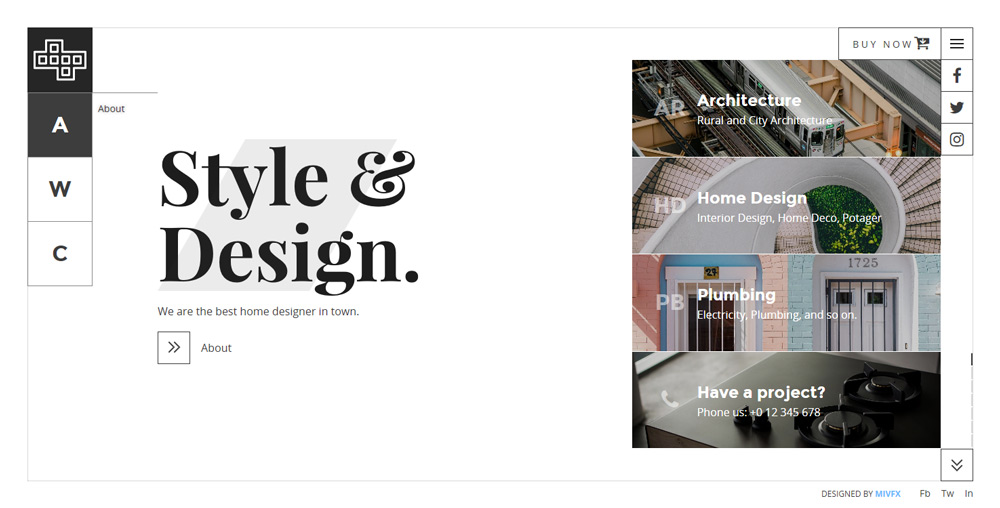 BUY NOW
A
About
W
C
Style &
Design.
We are the best home designer in town.
About
AR
Architecture
Rural and City Architecture
HD
Home Design
Interior Design, Home Deco, Potager
27
1725
PB
Plumbing
Electricity, Plumbing, and so on.
Have a project?
Phone us: +0 12 345 678
DESIGNED BY MIVFX
Fb Tw In